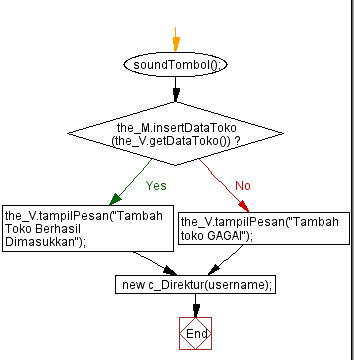 soundTombol();
the_M.insertDataToko
(the_V.getDataToko()) ?
Yes
No
the_V.tampilPesan("Tambah
Toko Berhasil
Dimasukkan");
the_V.tampilPesan("Tambah
toko GAGAl");
new c_Direktur(username);
End